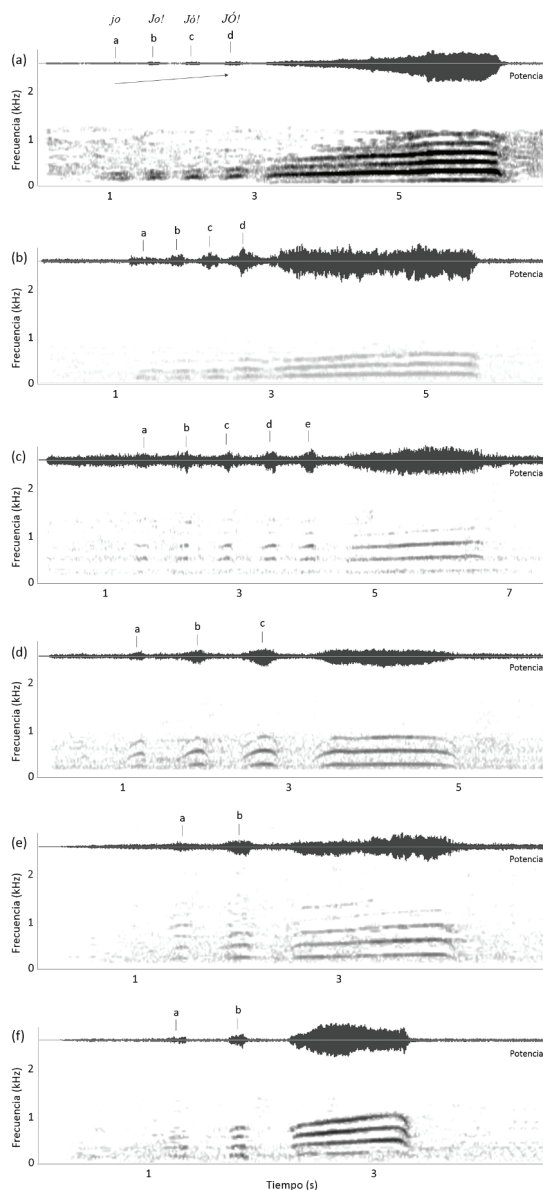 jo Jo! Jó! JÓ!
a b c d
(a)
Potencia
2
1
0
Frecuencia (kHz)
1 3 5
a b c d
(b)
Potencia
2
1
0
Frecuencia (kHz)
1 3 5
a b c d e
(c)
Potencia
2
1
0
Frecuencia (kHz)
1 3 5 7
a b c
(d)
Potencia
2
1
0
Frecuencia (kHz)
1 3 5
a b
(e)
Potencia
2
1
0
Frecuencia (kHz)
1 3
a b
(f)
Potencia
2
1
0
Frecuencia (kHz)
1 3
Tiempo (s)